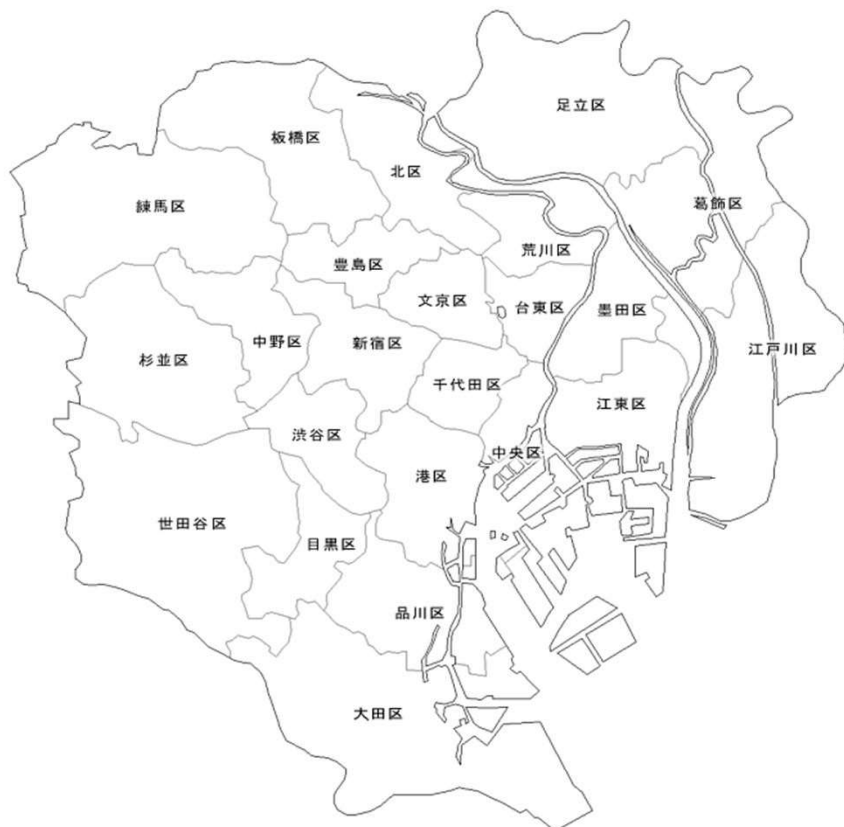 足立区
板橋区
北区
葛飾区
練馬区
荒川区
豊島区
文京区
台東区
墨田区
中野区
新宿区
江戸川区
杉並区
千代田区
江東区
渋谷区
中央区
港区
世田谷区
目黒区
品川区
大田区